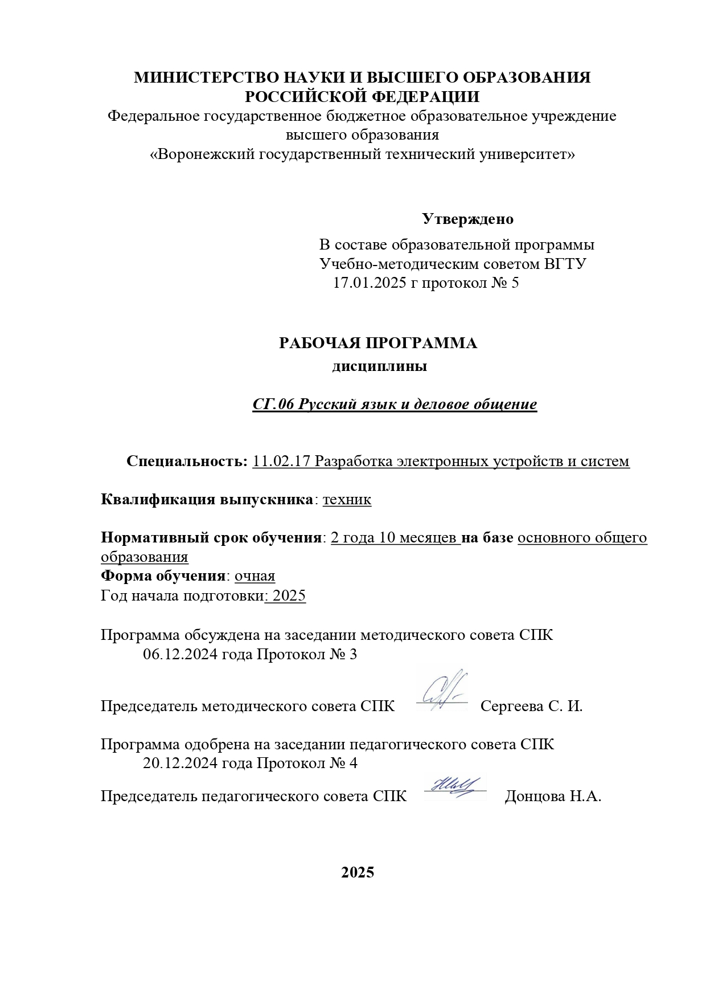 МИНИСТЕРСТВО НАУКИ И ВЫСШЕГО ОБРАЗОВАНИЯ
РОССИЙСКОЙ ФЕДЕРАЦИИ
Федеральное государственное бюджетное образовательное учреждение
высшего образования
«Воронежский государственный технический университет»
Утверждено
В составе образовательной программы
Учебно-методическим советом ВГТУ
17.01.2025 г протокол № 5
РАБОЧАЯ ПРОГРАММА
дисциплины
СГ.06 Русский язык и деловое общение
Специальность: 11.02.17 Разработка электронных устройств и систем
Квалификация выпускника: техник
Нормативный срок обучения: 2 года 10 месяцев на базе основного общего
образования
Форма обучения: очная
Год начала подготовки: 2025
Программа обсуждена на заседании методического совета СПК
06.12.2024 года Протокол № 3
Председатель методического совета СПК Сергеева С. И.
Программа одобрена на заседании педагогического совета СПК
20.12.2024 года Протокол № 4
Председатель педагогического совета СПК Донцова Н.А.
2025